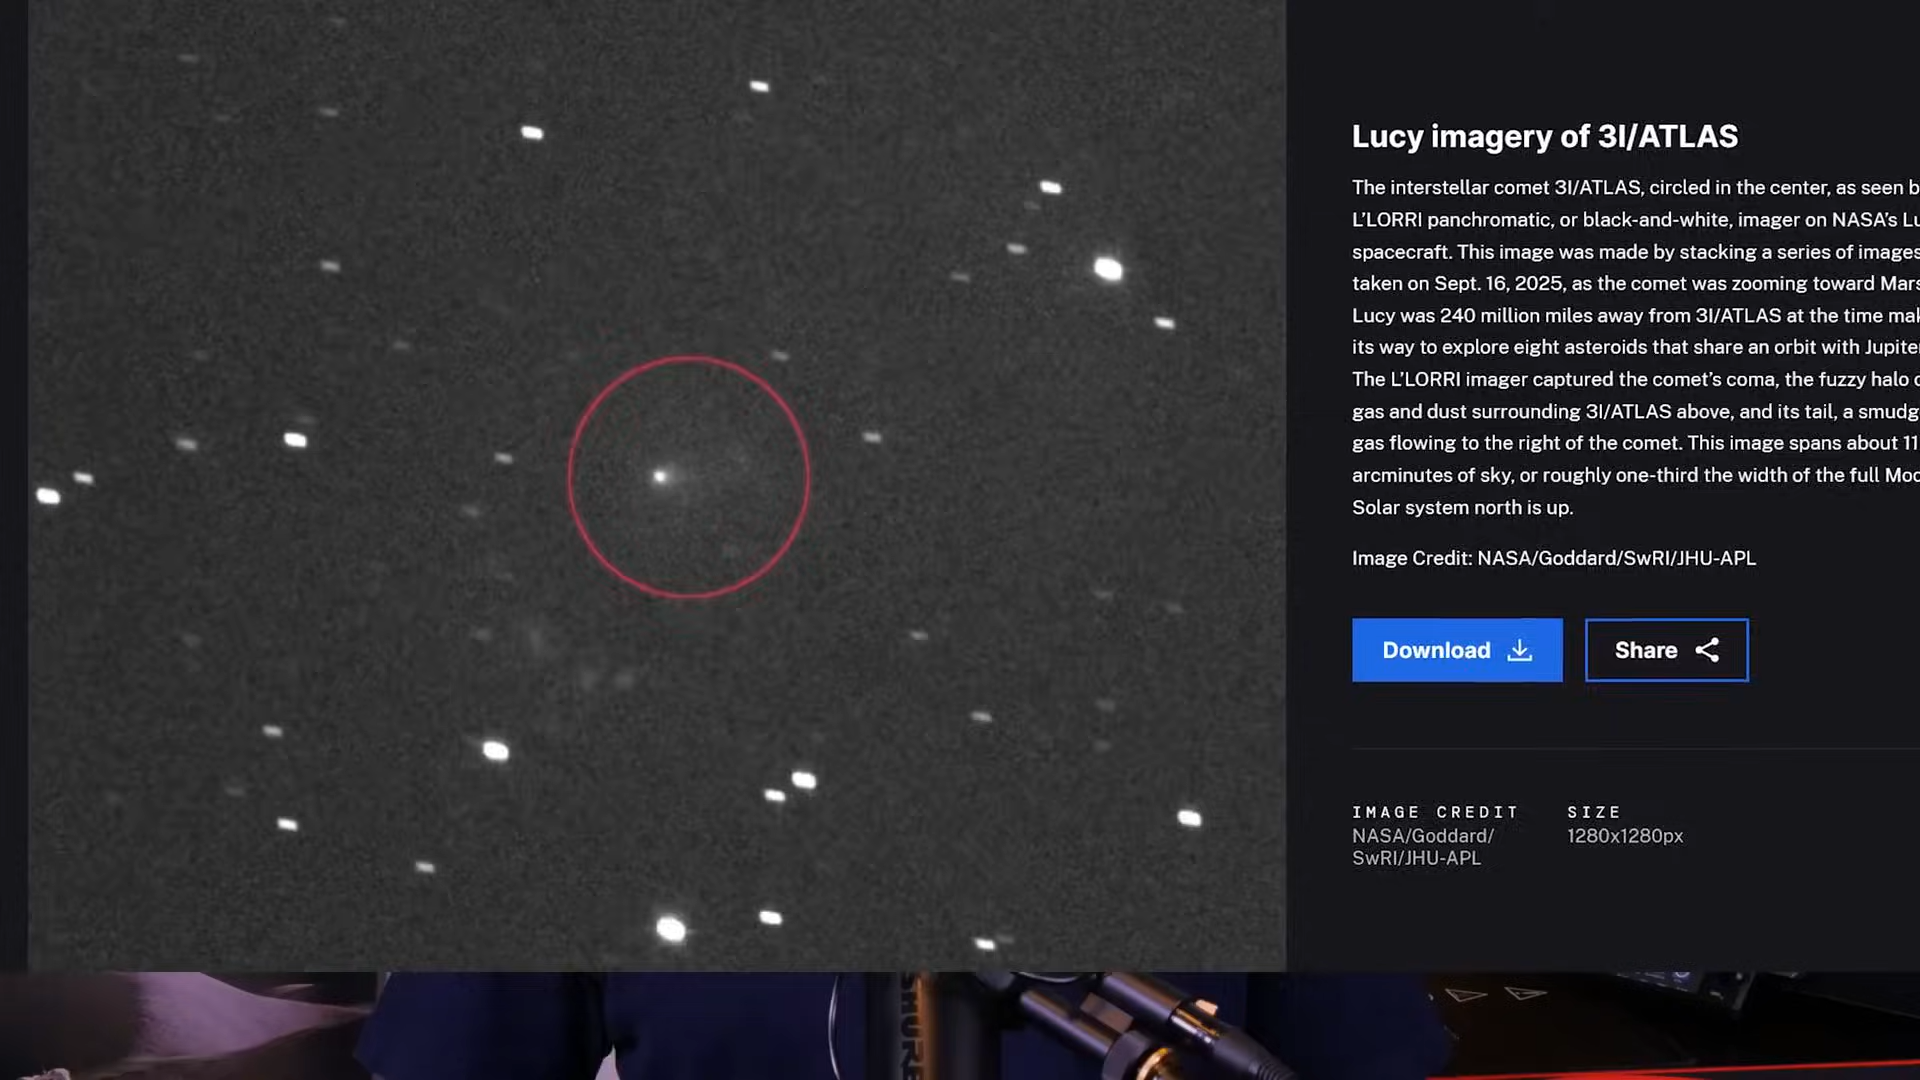 Lucy imagery of 3I/ATLAS
The interstellar comet 3I/ATLAS, circled in the center, as seen b
L'LORRI panchromatic, or black-and-white, imager on NASA's Lu
spacecraft. This image was made by stacking a series of images
taken on Sept. 16, 2025, as the comet was zooming toward Mars
Lucy was 240 million miles away from 3I/ATLAS at the time mak
its way to explore eight asteroids that share an orbit with Jupiter
The L'LORRI imager captured the comet's coma, the fuzzy halo o
gas and dust surrounding 3I/ATLAS above, and its tail, a smudg
gas flowing to the right of the comet. This image spans about 11
arcminutes of sky, or roughly one-third the width of the full Moo
Solar system north is up.
Image Credit: NASA/Goddard/SwRI/JHU-APL
Download
Share
IMAGE CREDIT
SIZE
NASA/Goddard/
1280x1280px
SwRI/JHU-APL
SHURE